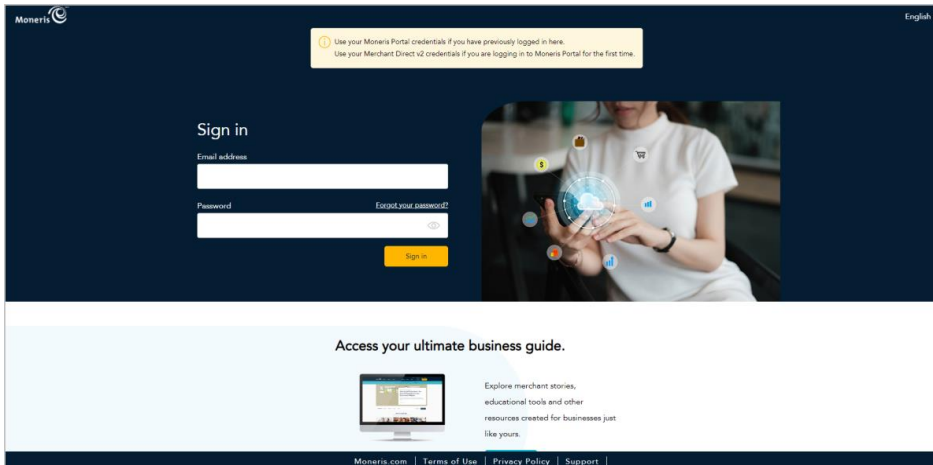 Moneris
English
Use your Moneris Portal credentials if you have previously logged in here.
Use your Merchant Direct v2 credentials if you are logging in to Moneris Portal for the first time.
Sign in
Email address
Password
Forgot your password?
Sign in
$
Access your ultimate business guide.
Explore merchant stories,
educational tools and other
resources created for businesses just
like yours.
Moneris.com | Terms of Use | Privacy Policy | Support |